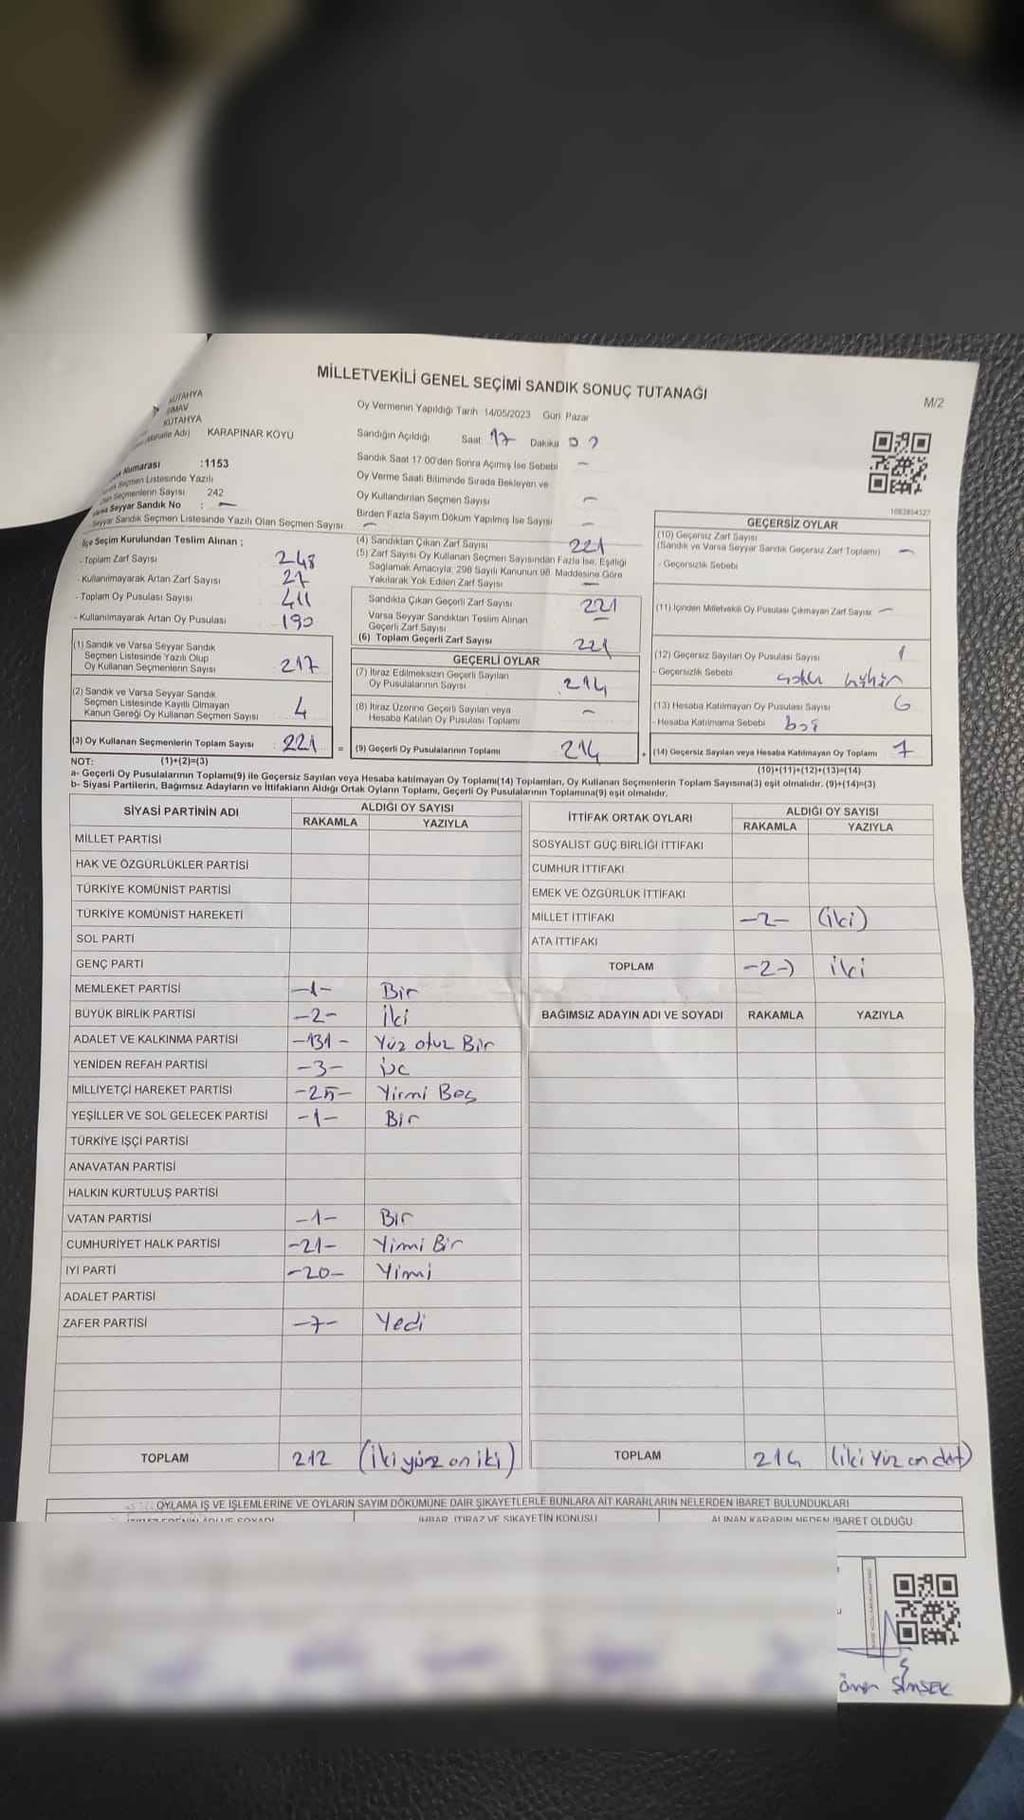 MİLLETVEKİLİ GENEL SEÇİMİ SANDIK SONUÇ TUTANAĞI
M/2
KÜTAHYA
SİMAV
KÜTAHYA
KARAPINAR KÖYÜ
Oy Vermenin Yapıldığı Tarih 14/05/2023 Gün Pazar
Sandığın Açıldığı Saat 17 Dakika
Sandık Saat 17:00'den Sonra Açılmış İse Sebebi –
Oy Verme Saati Bitiminde Sırada Bekleyen ve
Oy Kullandırılan Seçmen Sayısı –
Birden Fazla Sayım Döküm Yapılmış İse Sayısı –
Numarası :1153
Seçmen Listesinde Yazılı
Seçmenlerin Sayısı 242
Seyyar Sandık No : –
Seyyar Sandık Seçmen Listesinde Yazılı Olan Seçmen Sayısı –
İlçe Seçim Kurulundan Teslim Alınan ;
- Toplam Zarf Sayısı 248
- Kullanılmayarak Artan Zarf Sayısı 27
- Toplam Oy Pusulası Sayısı 411
- Kullanılmayarak Artan Oy Pusulası 190
(1) Sandık ve Varsa Seyyar Sandık
Seçmen Listesinde Yazılı Olup
Oy Kullanan Seçmenlerin Sayısı 217
(2) Sandık ve Varsa Seyyar Sandık
Seçmen Listesinde Kayıtlı Olmayan
Kanun Gereği Oy Kullanan Seçmen Sayısı 4
(3) Oy Kullanan Seçmenlerin Toplam Sayısı 221 =
(4) Sandıktan Çıkan Zarf Sayısı 221
(5) Zarf Sayısı Oy Kullanan Seçmen Sayısından Fazla İse, Eşitliği
Sağlamak Amacıyla, 298 Sayılı Kanunun 98. Maddesine Göre
Yakılarak Yok Edilen Zarf Sayısı –
Sandıkta Çıkan Geçerli Zarf Sayısı 221
Varsa Seyyar Sandıktan Teslim Alınan
Geçerli Zarf Sayısı –
(6) Toplam Geçerli Zarf Sayısı 221
GEÇERLİ OYLAR
(7) İtiraz Edilmeksizin Geçerli Sayılan
Oy Pusulalarının Sayısı 214
(8) İtiraz Üzerine Geçerli Sayılan veya
Hesaba Katılan Oy Pusulası Toplamı –
(9) Geçerli Oy Pusulalarının Toplamı 214 +
1082804327
GEÇERSİZ OYLAR
(10) Geçersiz Zarf Sayısı
(Sandık ve Varsa Seyyar Sandık Geçersiz Zarf Toplamı) –
- Geçersizlik Sebebi
(11) İçinden Milletvekili Oy Pusulası Çıkmayan Zarf Sayısı –
(12) Geçersiz Sayılan Oy Pusulası Sayısı 1
- Geçersizlik Sebebi
(13) Hesaba Katılmayan Oy Pusulası Sayısı 6
- Hesaba Katılmama Sebebi boş
(14) Geçersiz Sayılan veya Hesaba Katılmayan Oy Toplamı 7
NOT: (1)+(2)=(3) (10)+(11)+(12)+(13)=(14)
a- Geçerli Oy Pusulalarının Toplamı(9) ile Geçersiz Sayılan veya Hesaba katılmayan Oy Toplamı(14) Toplamları, Oy Kullanan Seçmenlerin Toplam Sayısına(3) eşit olmalıdır. (9)+(14)=(3)
b- Siyasi Partilerin, Bağımsız Adayların ve İttifakların Aldığı Ortak Oyların Toplamı, Geçerli Oy Pusulalarının Toplamına(9) eşit olmalıdır.
SİYASİ PARTİNİN ADI ALDIĞI OY SAYISI
RAKAMLA YAZIYLA
MİLLET PARTİSİ
HAK VE ÖZGÜRLÜKLER PARTİSİ
TÜRKİYE KOMÜNİST PARTİSİ
TÜRKİYE KOMÜNİST HAREKETİ
SOL PARTİ
GENÇ PARTİ
MEMLEKET PARTİSİ -1- Bir
BÜYÜK BİRLİK PARTİSİ -2- İki
ADALET VE KALKINMA PARTİSİ -131- Yüz otuz Bir
YENİDEN REFAH PARTİSİ -3- üç
MİLLİYETÇİ HAREKET PARTİSİ -25- Yirmi Beş
YEŞİLLER VE SOL GELECEK PARTİSİ -1- Bir
TÜRKİYE İŞÇİ PARTİSİ
ANAVATAN PARTİSİ
HALKIN KURTULUŞ PARTİSİ
VATAN PARTİSİ -1- Bir
CUMHURİYET HALK PARTİSİ -21- Yimi Bir
İYİ PARTİ -20- Yimi
ADALET PARTİSİ
ZAFER PARTİSİ -7- Yedi
TOPLAM 212 (İki yüz on iki)
İTTİFAK ORTAK OYLARI ALDIĞI OY SAYISI
RAKAMLA YAZIYLA
SOSYALİST GÜÇ BİRLİĞİ İTTİFAKI
CUMHUR İTTİFAKI
EMEK VE ÖZGÜRLÜK İTTİFAKI
MİLLET İTTİFAKI -2- (iki)
ATA İTTİFAKI
TOPLAM -2-) iki
BAĞIMSIZ ADAYIN ADI VE SOYADI RAKAMLA YAZIYLA
TOPLAM 214 (iki yüz on dört)
OYLAMA İŞ VE İŞLEMLERİNE VE OYLARIN SAYIM DÖKÜMÜNE DAİR ŞİKAYETLERLE BUNLARA AİT KARARLARIN NELERDEN İBARET BULUNDUKLARI
İHBAR, İTİRAZ VE ŞİKAYETİN KONUSU
ALINAN KARARIN NEDEN İBARET OLDUĞU
Ömer ŞİMŞEK